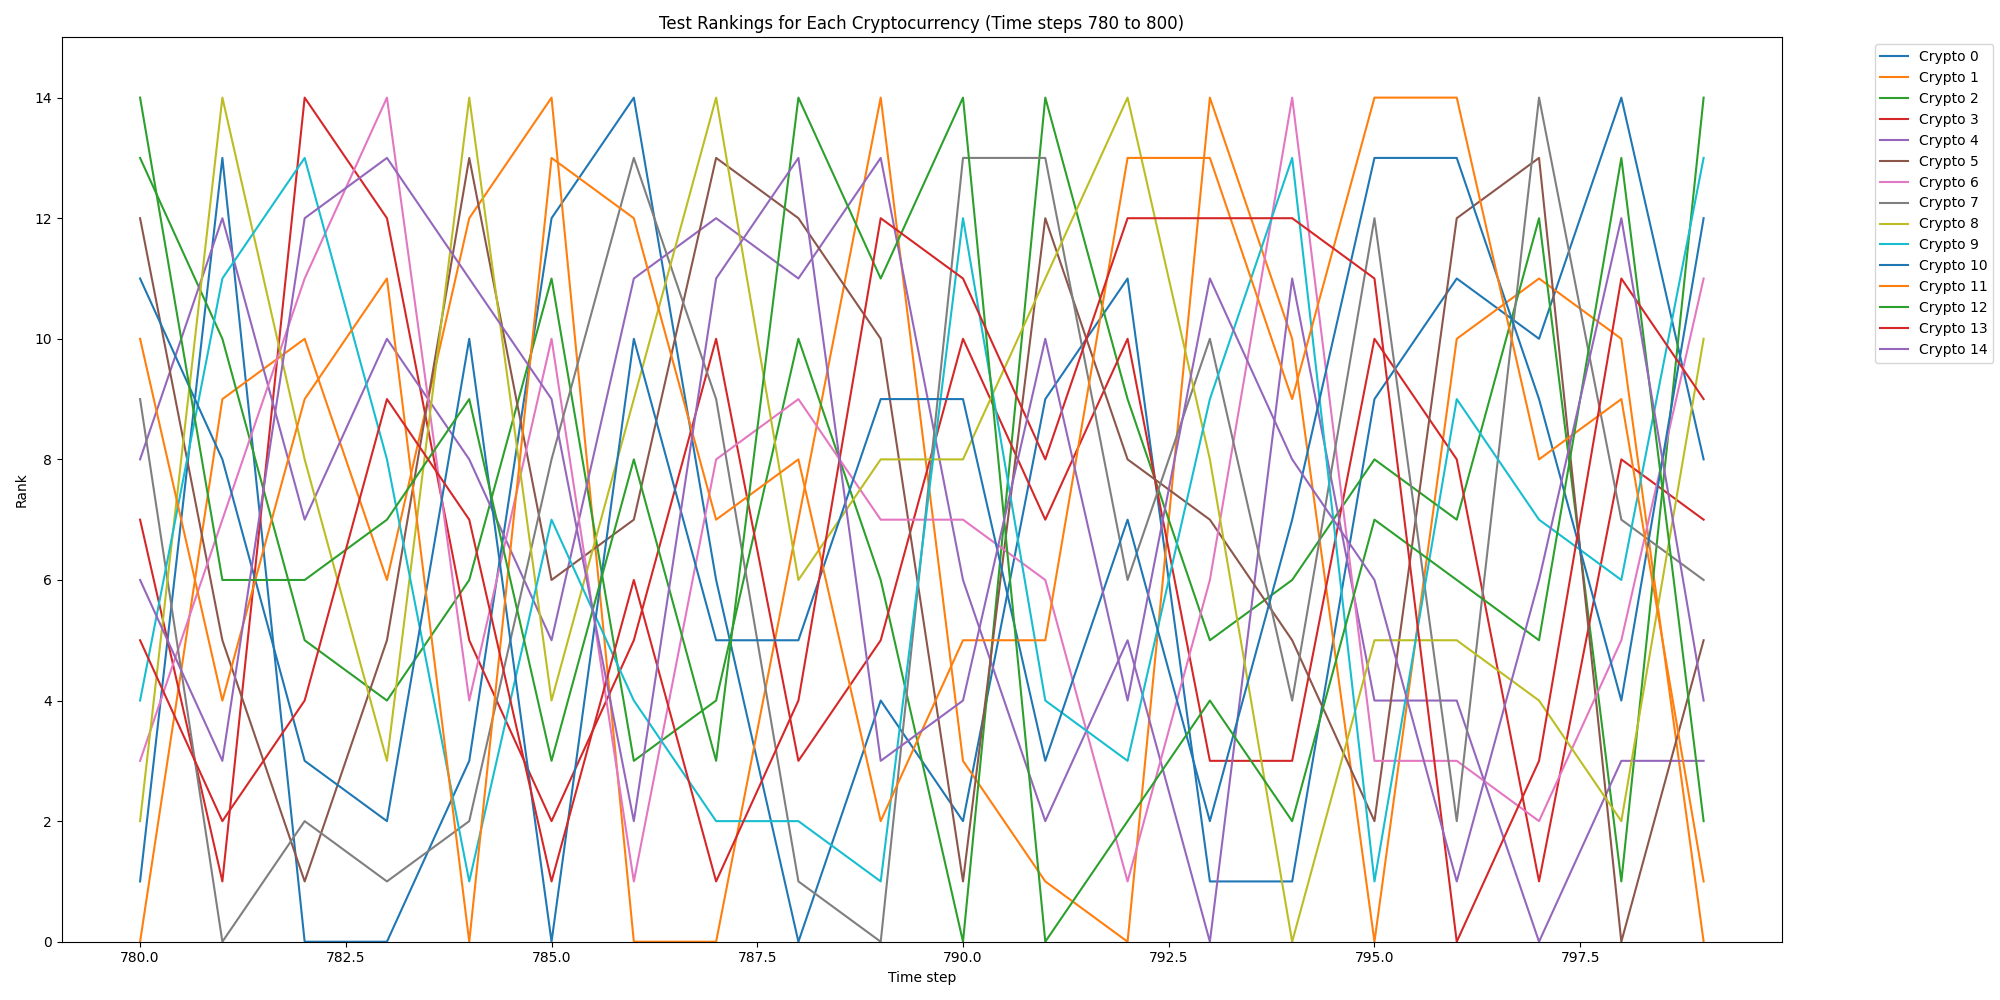 Test Rankings for Each Cryptocurrency (Time steps 780 to 800)
Crypto 0
Crypto 1
Crypto 2
Crypto 3
Crypto 4
Crypto 5
Crypto 6
Crypto 7
Crypto 8
Crypto 9
Crypto 10
Crypto 11
Crypto 12
Crypto 13
Crypto 14
Rank
14
12
10
8
6
4
2
0
780.0 782.5 785.0 787.5 790.0 792.5 795.0 797.5
Time step